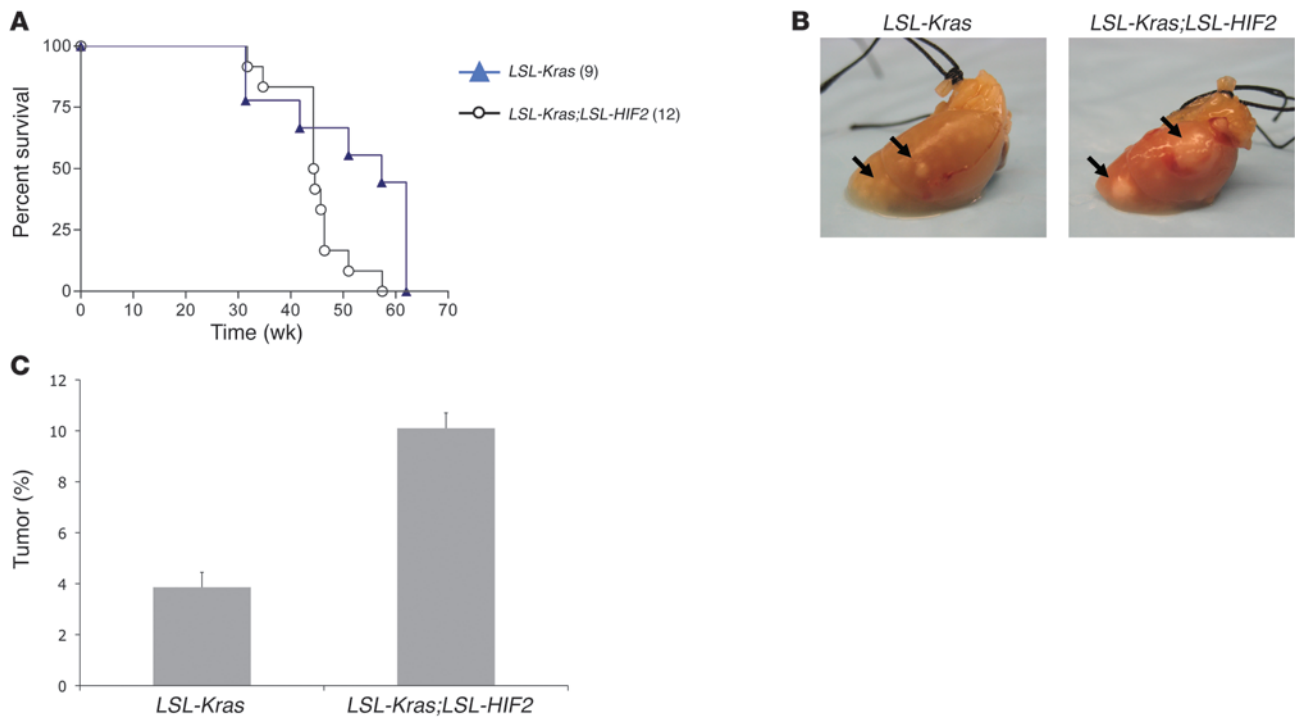 A
100
75
50
25
0
Percent survival
0 10 20 30 40 50 60 70
Time (wk)
LSL-Kras (9)
LSL-Kras;LSL-HIF2 (12)
B
LSL-Kras LSL-Kras;LSL-HIF2
C
12
10
8
6
4
2
0
Tumor (%)
LSL-Kras LSL-Kras;LSL-HIF2